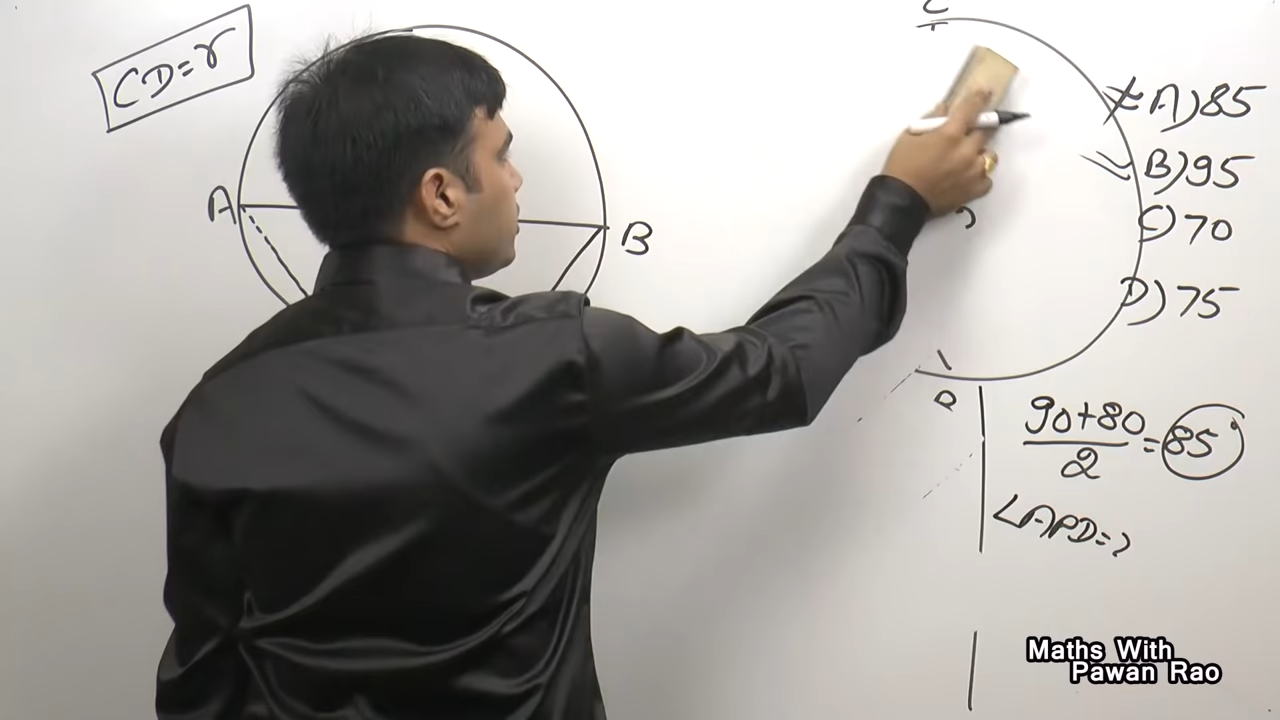 CD=r
A
B
C
A) 85
B) 95
C) 70
D) 75
D
90+80
2
=85
∠APD=?
Maths With
Pawan Rao